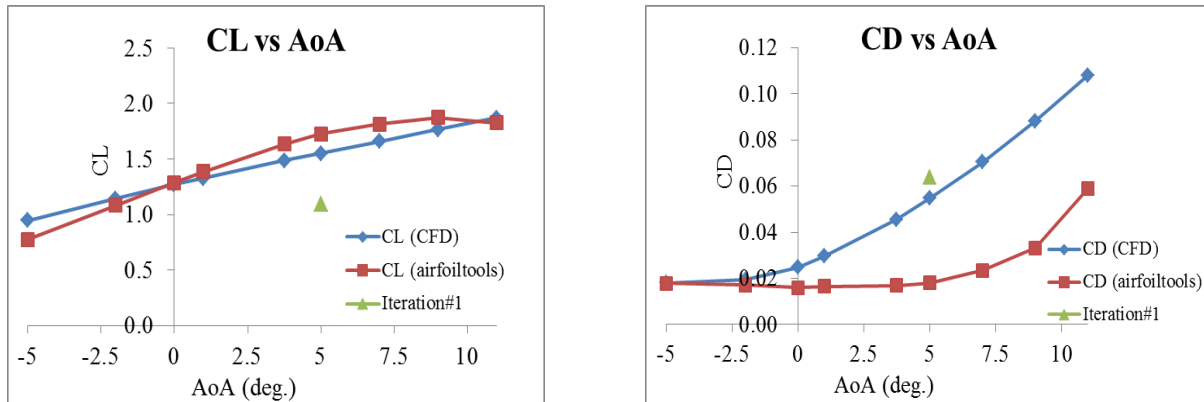 CL vs AoA
2.5
2.0
1.5
1.0
0.5
0.0
CL
-5 -2.5 0 2.5 5 7.5 10
AoA (deg.)
CL (CFD)
CL (airfoiltools)
Iteration#1
CD vs AoA
0.12
0.10
0.08
0.06
0.04
0.02
0.00
CD
-5 -2.5 0 2.5 5 7.5 10
AoA (deg.)
CD (CFD)
CD (airfoiltools)
Iteration#1